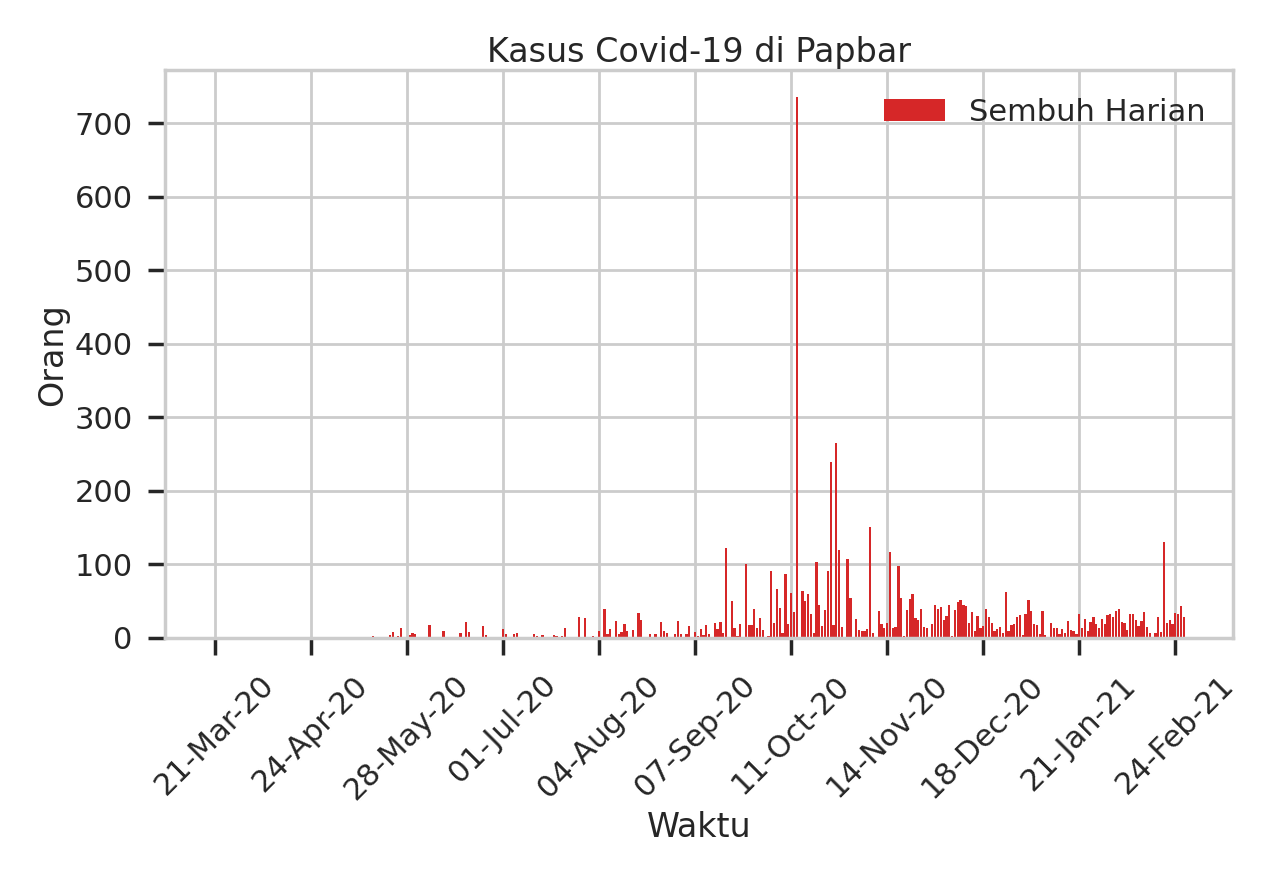 Kasus Covid-19 di Papbar
Sembuh Harian
Orang
700
600
500
400
300
200
100
0
21-Mar-20
24-Apr-20
28-May-20
01-Jul-20
04-Aug-20
07-Sep-20
11-Oct-20
14-Nov-20
18-Dec-20
21-Jan-21
24-Feb-21
Waktu